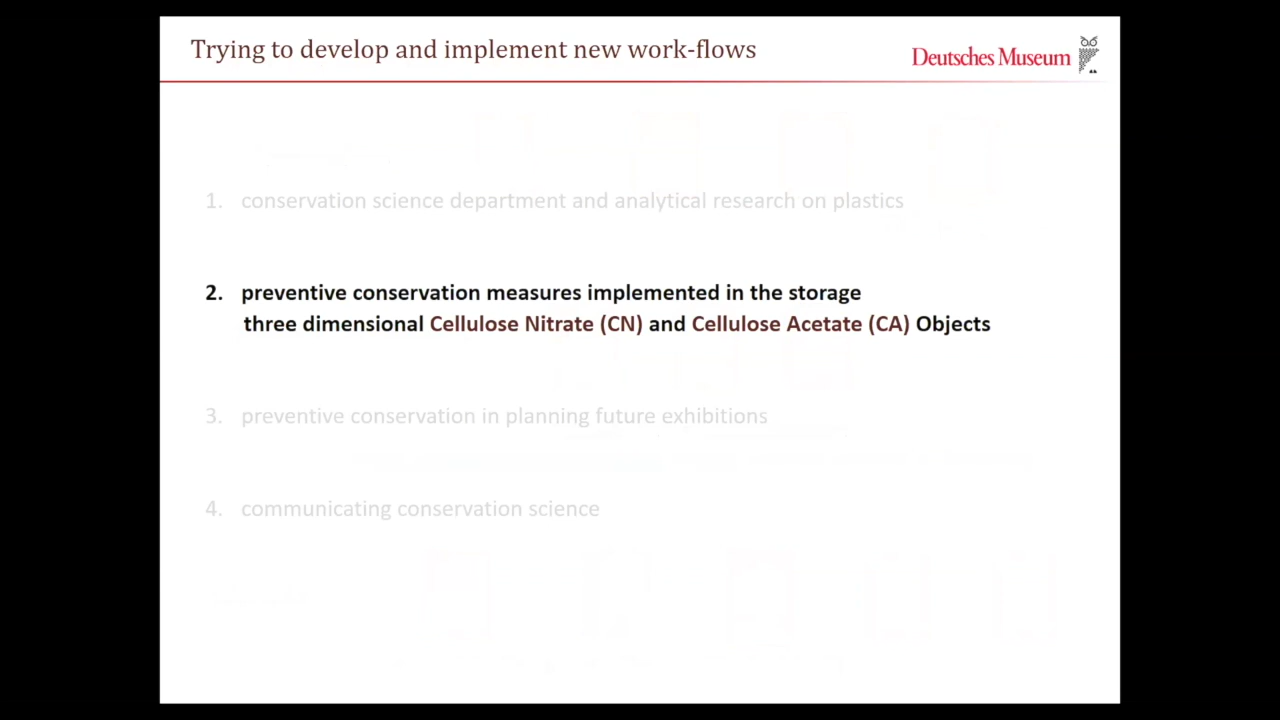 Trying to develop and implement new work-flows
Deutsches Museum
1. conservation science department and analytical research on plastics
2. preventive conservation measures implemented in the storage
three dimensional Cellulose Nitrate (CN) and Cellulose Acetate (CA) Objects
3. preventive conservation in planning future exhibitions
4. communicating conservation science